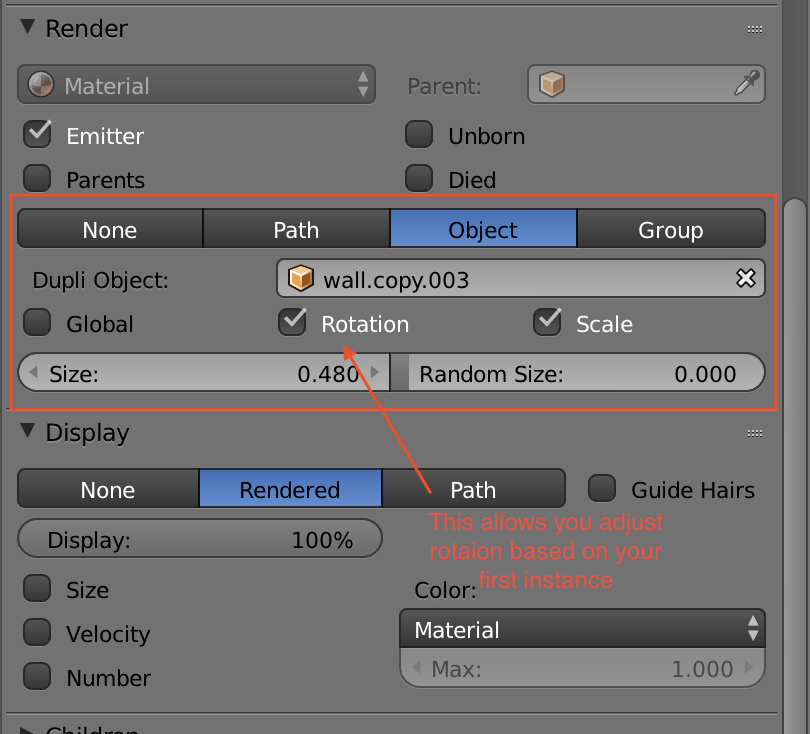 Render
Material Parent:
Emitter Unborn
Parents Died
None Path Object Group
Dupli Object: wall.copy.003
Global Rotation Scale
Size: 0.480 Random Size: 0.000
Display
None Rendered Path Guide Hairs
This allows you adjust
Display: 100%
rotaion based on your
first instance
Size Color:
Material
Velocity
Max: 1.000
Number
Children